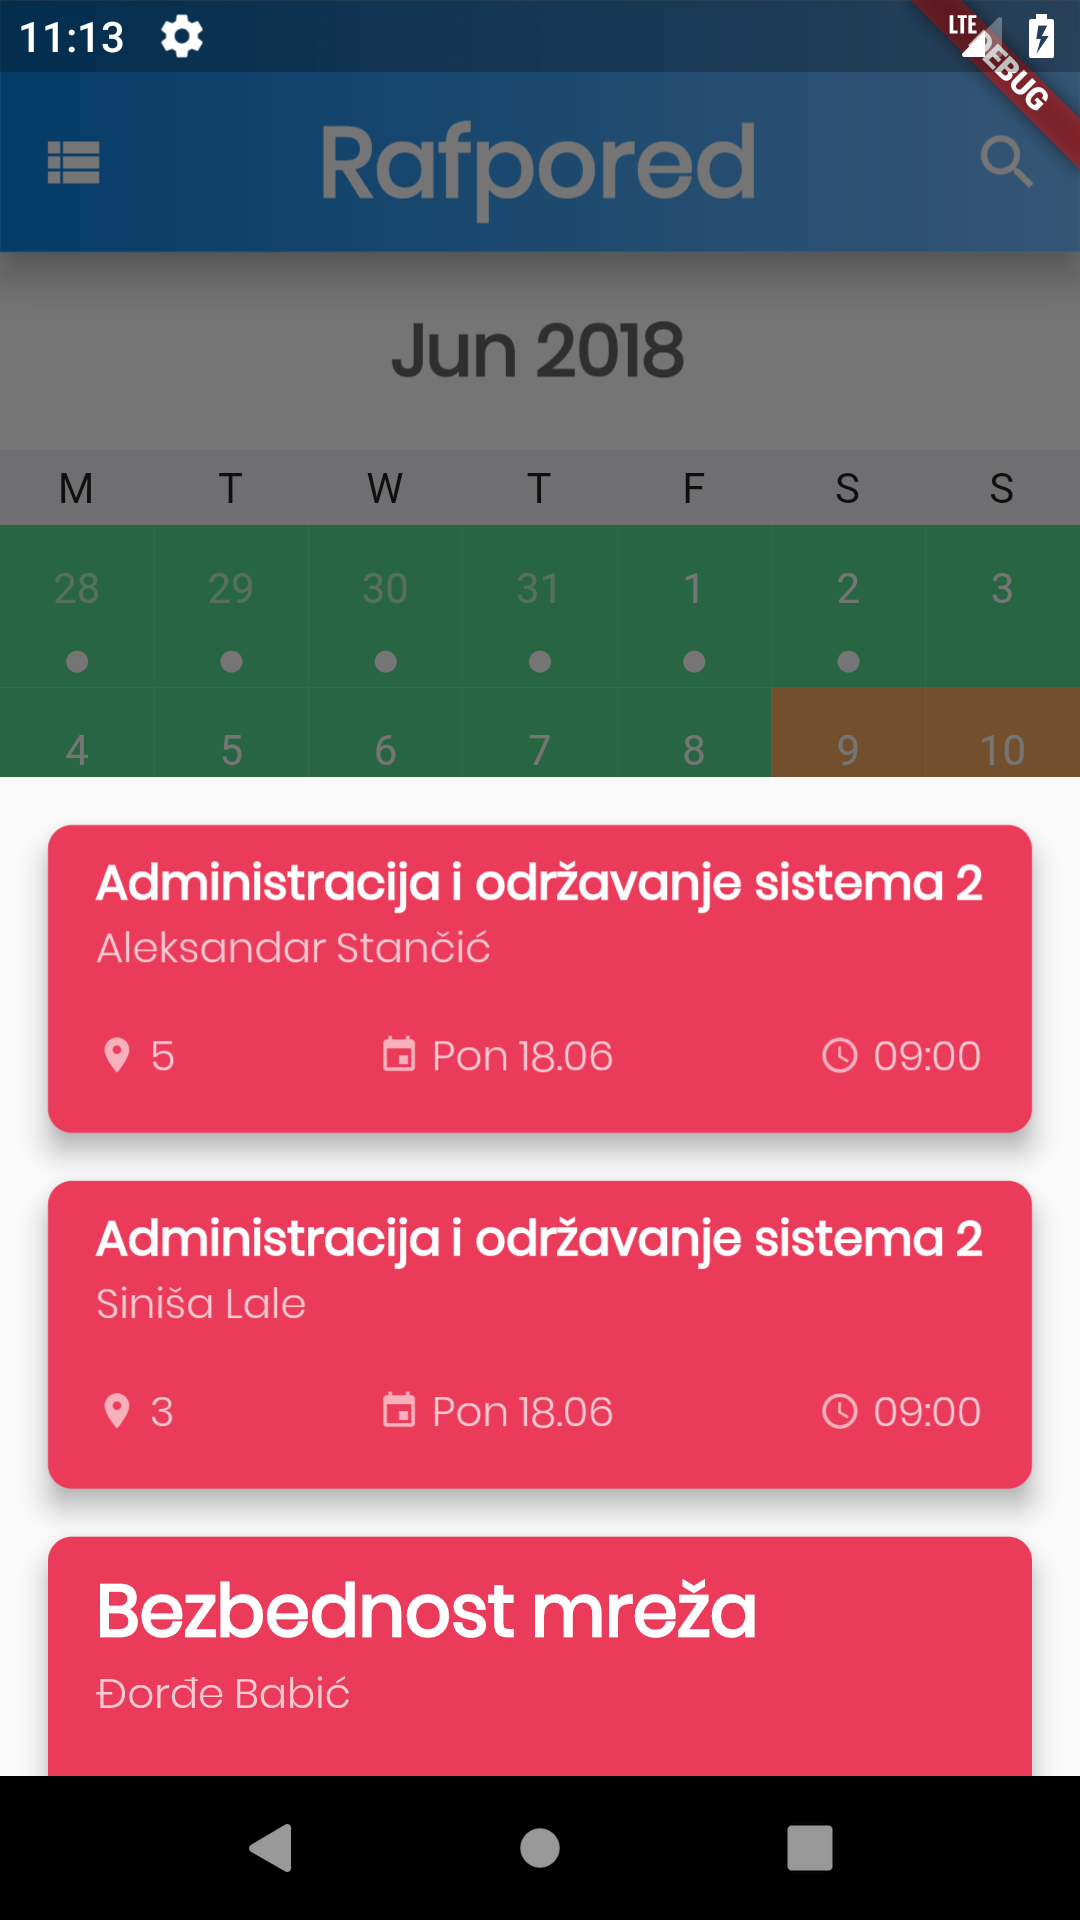 11:13 LTE
DEBUG
Rafpored
Jun 2018
M T W T F S S
28 29 30 31 1 2 3
4 5 6 7 8 9 10
Administracija i održavanje sistema 2
Aleksandar Stančić
5 Pon 18.06 09:00
Administracija i održavanje sistema 2
Siniša Lale
3 Pon 18.06 09:00
Bezbednost mreža
Đorđe Babić